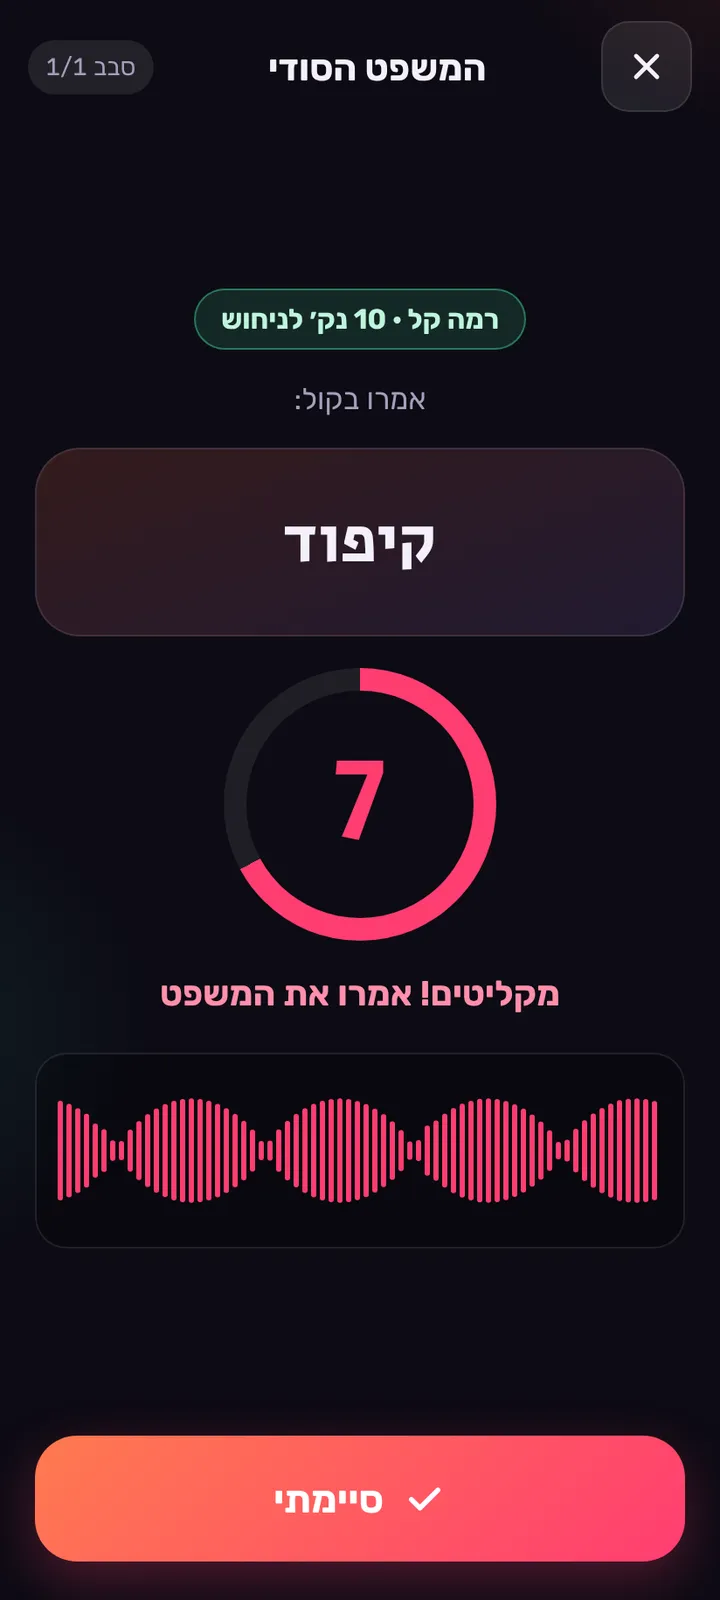 המשפט הסודי
סבב 1/1
רמה קל • 10 נק׳ לניחוש
אמרו בקול:
קיפוד
7
מקליטים! אמרו את המשפט
סיימתי